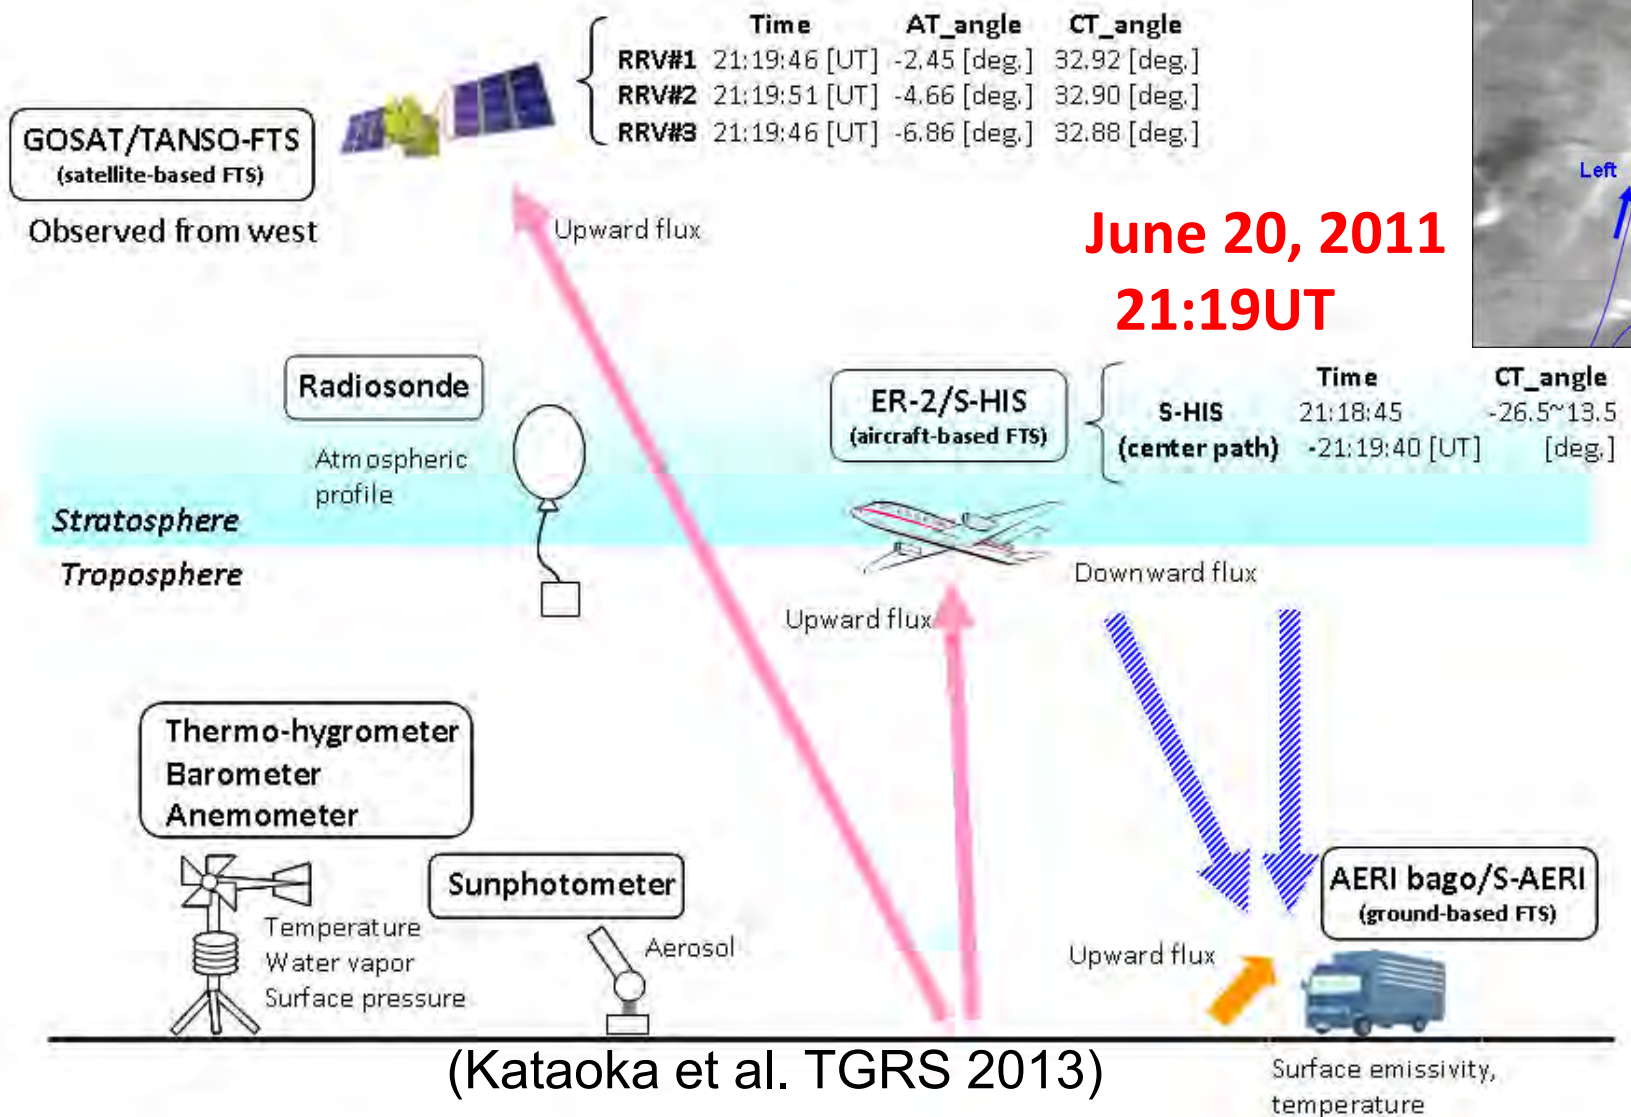 Time AT_angle CT_angle
RRV#1 21:19:46 [UT] -2.45 [deg.] 32.92 [deg.]
RRV#2 21:19:51 [UT] -4.66 [deg.] 32.90 [deg.]
RRV#3 21:19:46 [UT] -6.86 [deg.] 32.88 [deg.]
GOSAT/TANSO-FTS
(satellite-based FTS)
Observed from west
Upward flux
Left
June 20, 2011
21:19UT
Radiosonde
Atmospheric
profile
ER-2/S-HIS
(aircraft-based FTS)
Time CT_angle
S-HIS 21:18:45 -26.5~13.5
(center path) -21:19:40 [UT] [deg.]
Stratosphere
Troposphere
Downward flux
Upward flux
Thermo-hygrometer
Barometer
Anemometer
Sunphotometer
Temperature
Water vapor
Surface pressure
Aerosol
AERI bago/S-AERI
(ground-based FTS)
Upward flux
(Kataoka et al. TGRS 2013)
Surface emissivity,
temperature